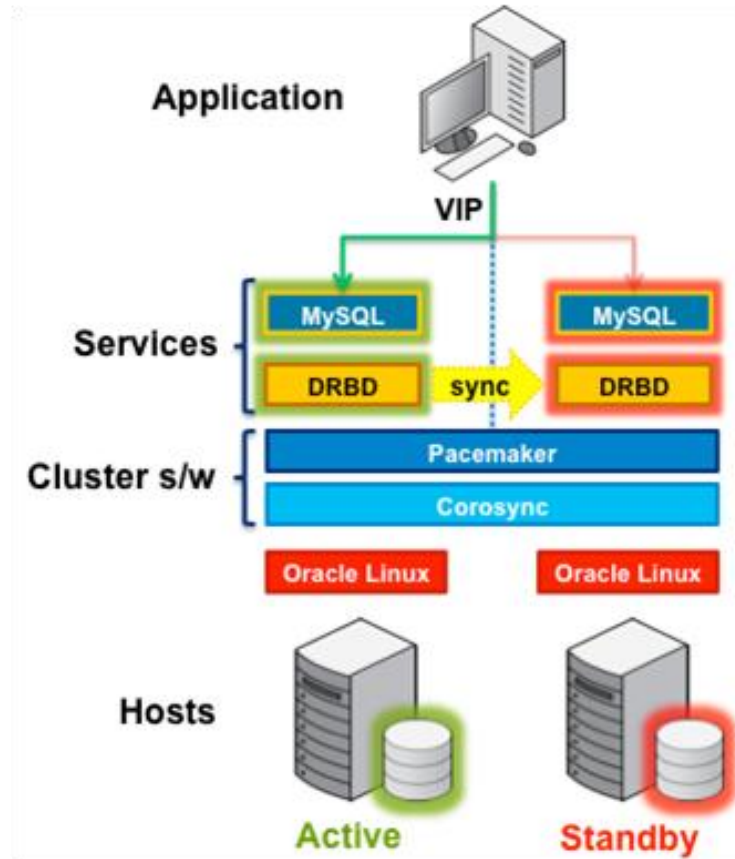 Application
VIP
MySQL MySQL
Services
DRBD sync DRBD
Pacemaker
Cluster s/w
Corosync
Oracle Linux Oracle Linux
Hosts
Active Standby